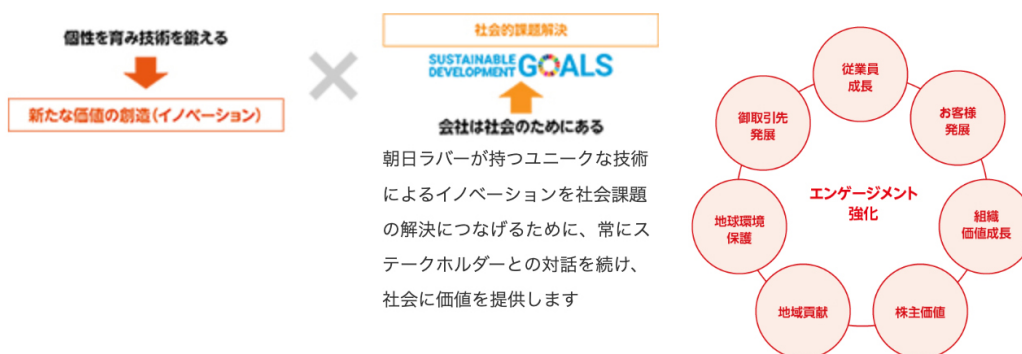 個性を育み技術を鍛える
新たな価値の創造(イノベーション)
社会的課題解決
SUSTAINABLE
DEVELOPMENT GOALS
会社は社会のためにある
朝日ラバーが持つユニークな技術
によるイノベーションを社会課題
の解決につなげるために、常にス
テークホルダーとの対話を続け、
社会に価値を提供します
エンゲージメント
強化
従業員
成長
お客様
発展
組織
価値成長
株主価値
地域貢献
地球環境
保護
御取引先
発展